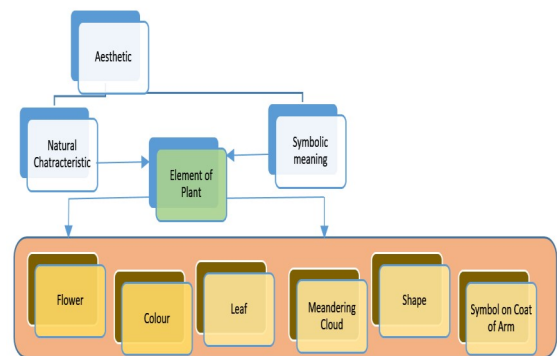 Aesthetic
Natural
Chatracteristic
Symbolic
meaning
Element of
Plant
Flower
Colour
Leaf
Meandering
Cloud
Shape
Symbol on Coat
of Arm